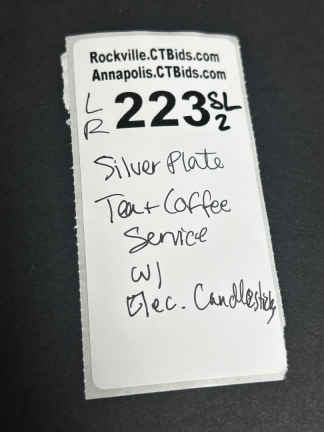 Rockville.CTBids.com
Annapolis.CTBids.com
L R 223 SL 2
Silver Plate
Tea + Coffee
Service
w/
Elec. Candlesticks